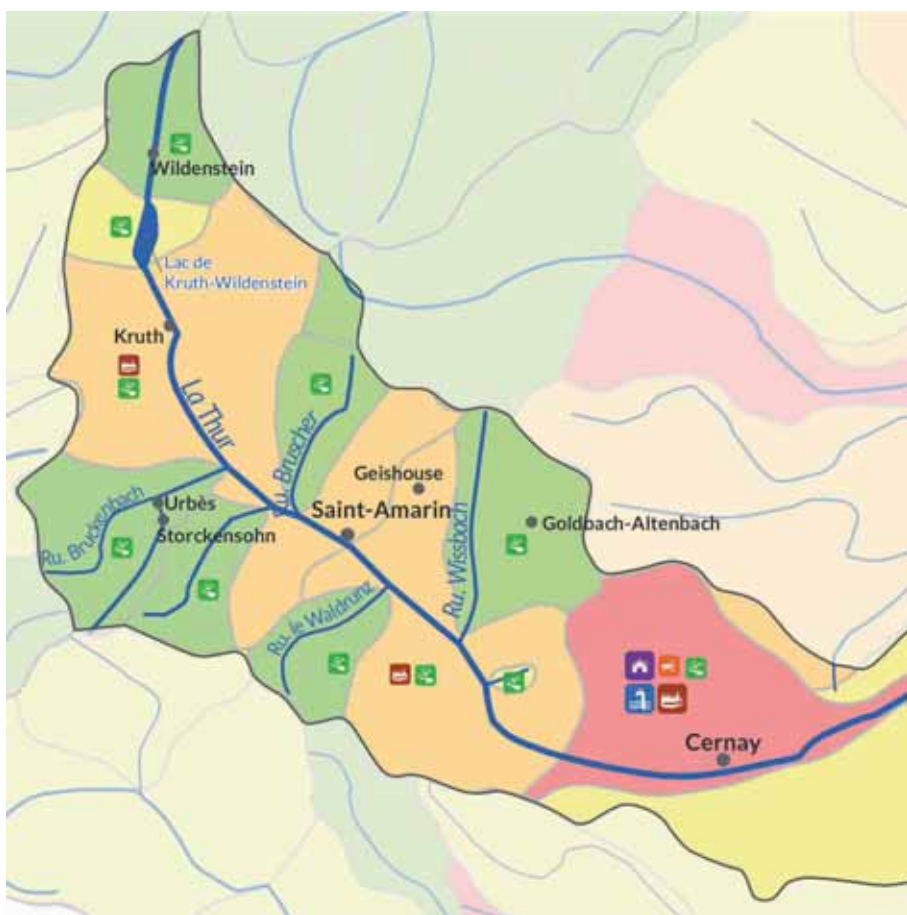 Wildenstein
Lac de
Kruth-Wildenstein
Kruth
La Thur
Ru. Bruscher
Geishouse
Saint-Amarin
Urbès
Storckensohn
Ru. Bruckenbach
Goldbach-Altenbach
Ru. Wissbach
Ru. le Waldrunz
Cernay